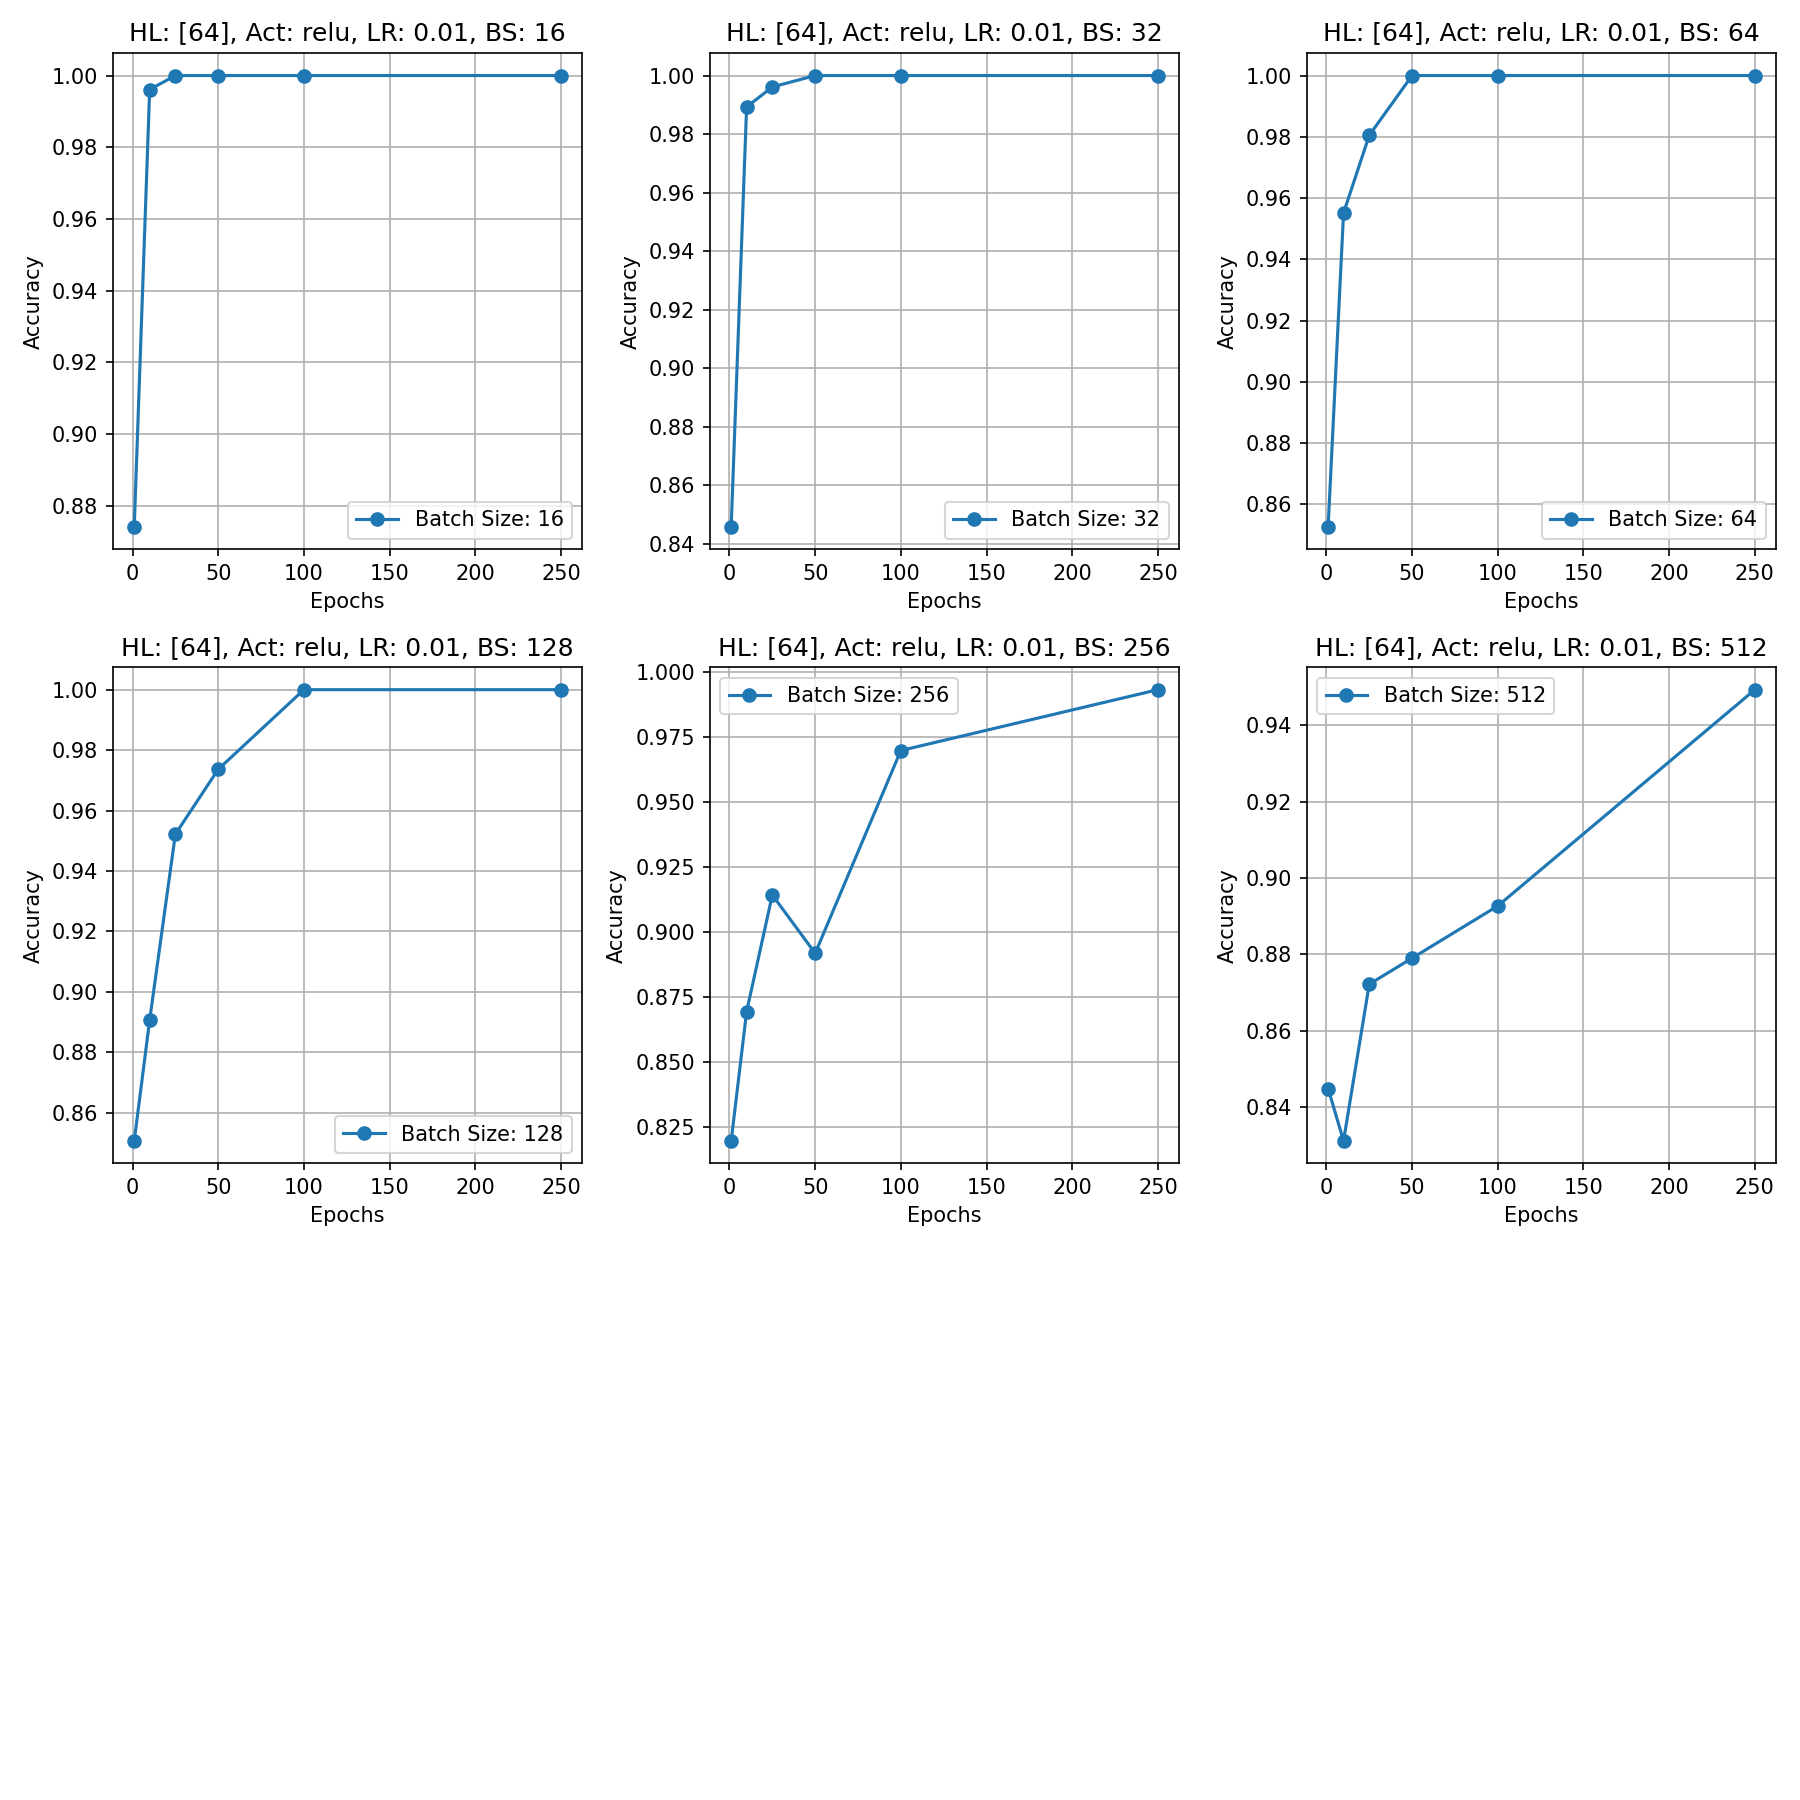 HL: [64], Act: relu, LR: 0.01, BS: 16
1.00
0.98
0.96
0.94
0.92
0.90
0.88
Accuracy
Batch Size: 16
0 50 100 150 200 250
Epochs
HL: [64], Act: relu, LR: 0.01, BS: 32
1.00
0.98
0.96
0.94
0.92
0.90
0.88
0.86
0.84
Accuracy
Batch Size: 32
0 50 100 150 200 250
Epochs
HL: [64], Act: relu, LR: 0.01, BS: 64
1.00
0.98
0.96
0.94
0.92
0.90
0.88
0.86
Accuracy
Batch Size: 64
0 50 100 150 200 250
Epochs
HL: [64], Act: relu, LR: 0.01, BS: 128
1.00
0.98
0.96
0.94
0.92
0.90
0.88
0.86
Accuracy
Batch Size: 128
0 50 100 150 200 250
Epochs
HL: [64], Act: relu, LR: 0.01, BS: 256
Batch Size: 256
1.000
0.975
0.950
0.925
0.900
0.875
0.850
0.825
Accuracy
0 50 100 150 200 250
Epochs
HL: [64], Act: relu, LR: 0.01, BS: 512
Batch Size: 512
0.94
0.92
0.90
0.88
0.86
0.84
Accuracy
0 50 100 150 200 250
Epochs